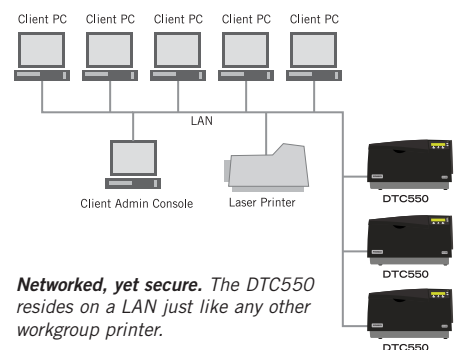 Client PC Client PC Client PC Client PC Client PC
LAN
Client Admin Console
Laser Printer
DTC550
DTC550
DTC550
Networked, yet secure. The DTC550
resides on a LAN just like any other
workgroup printer.